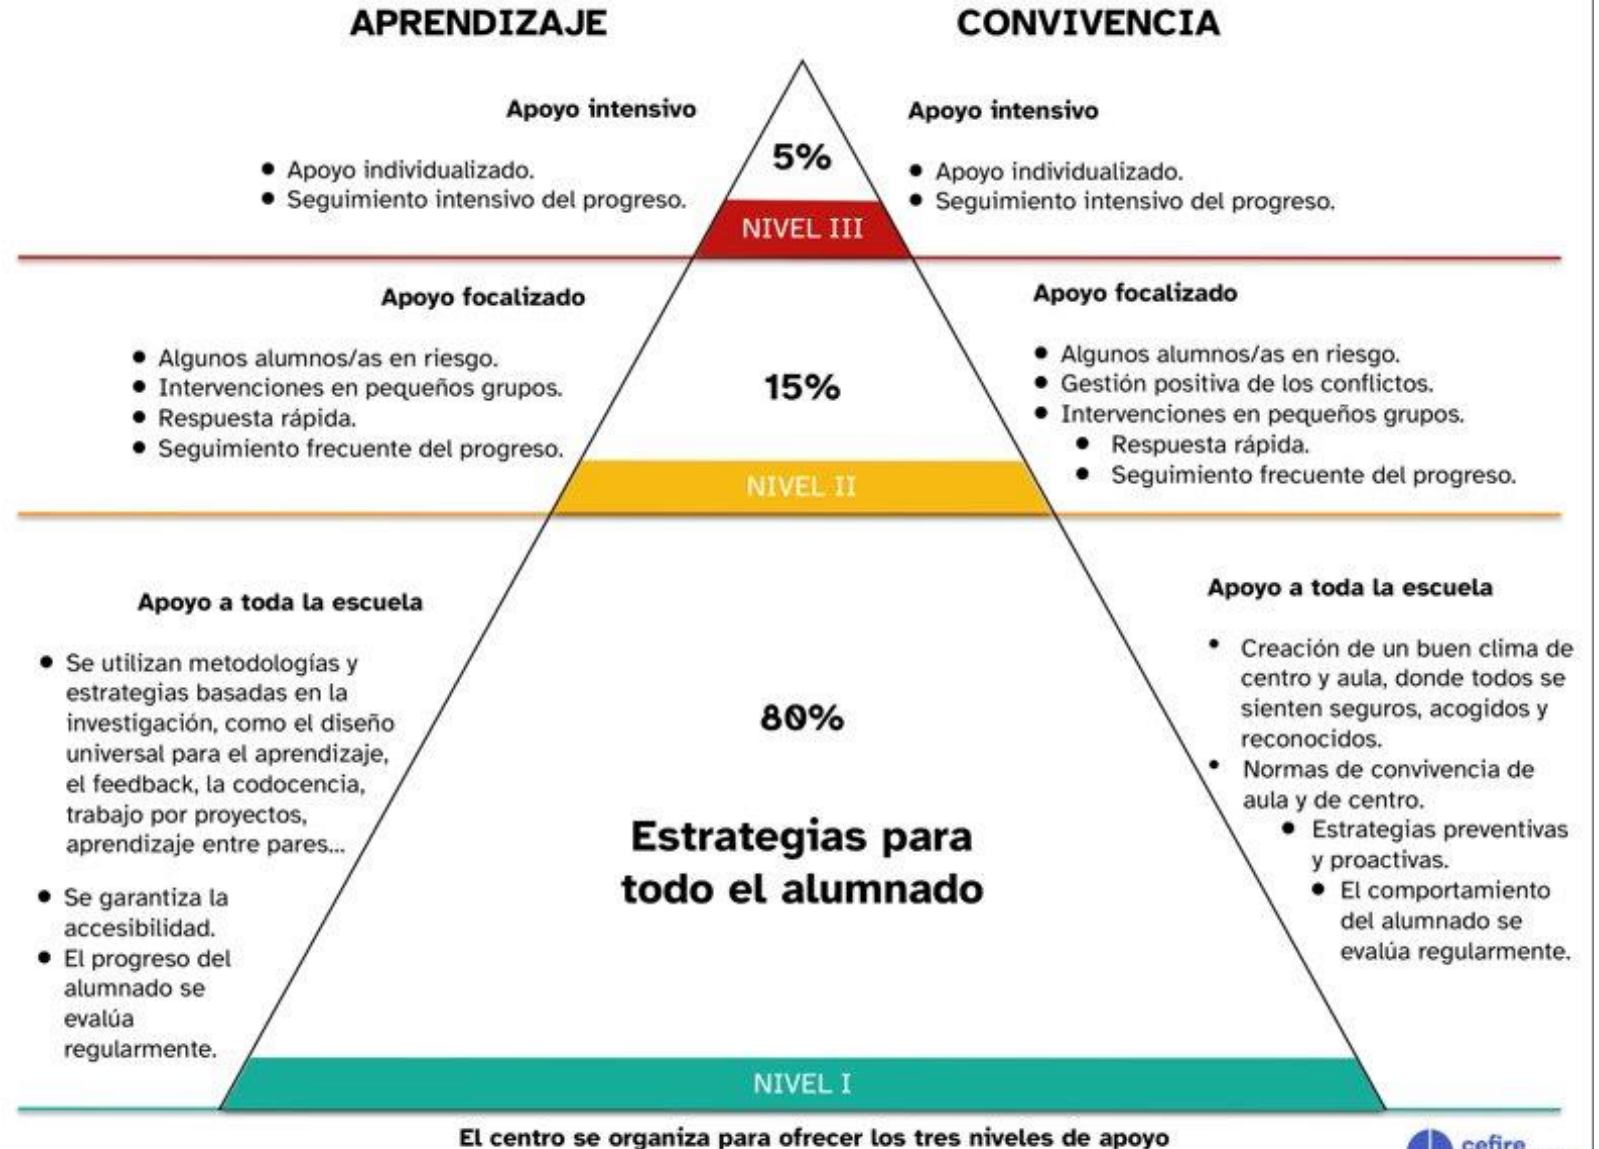 APRENDIZAJE
CONVIVENCIA
Apoyo intensivo
● Apoyo individualizado.
● Seguimiento intensivo del progreso.
5%
NIVEL III
Apoyo intensivo
● Apoyo individualizado.
● Seguimiento intensivo del progreso.
Apoyo focalizado
● Algunos alumnos/as en riesgo.
● Intervenciones en pequeños grupos.
● Respuesta rápida.
● Seguimiento frecuente del progreso.
15%
NIVEL II
Apoyo focalizado
● Algunos alumnos/as en riesgo.
● Gestión positiva de los conflictos.
● Intervenciones en pequeños grupos.
● Respuesta rápida.
● Seguimiento frecuente del progreso.
Apoyo a toda la escuela
● Se utilizan metodologías y
estrategias basadas en la
investigación, como el diseño
universal para el aprendizaje,
el feedback, la codocencia,
trabajo por proyectos,
aprendizaje entre pares...
● Se garantiza la
accesibilidad.
● El progreso del
alumnado se
evalúa
regularmente.
80%
Estrategias para
todo el alumnado
NIVEL I
Apoyo a toda la escuela
• Creación de un buen clima de
centro y aula, donde todos se
sienten seguros, acogidos y
reconocidos.
• Normas de convivencia de
aula y de centro.
● Estrategias preventivas
y proactivas.
● El comportamiento
del alumnado se
evalúa regularmente.
El centro se organiza para ofrecer los tres niveles de apoyo
cefire